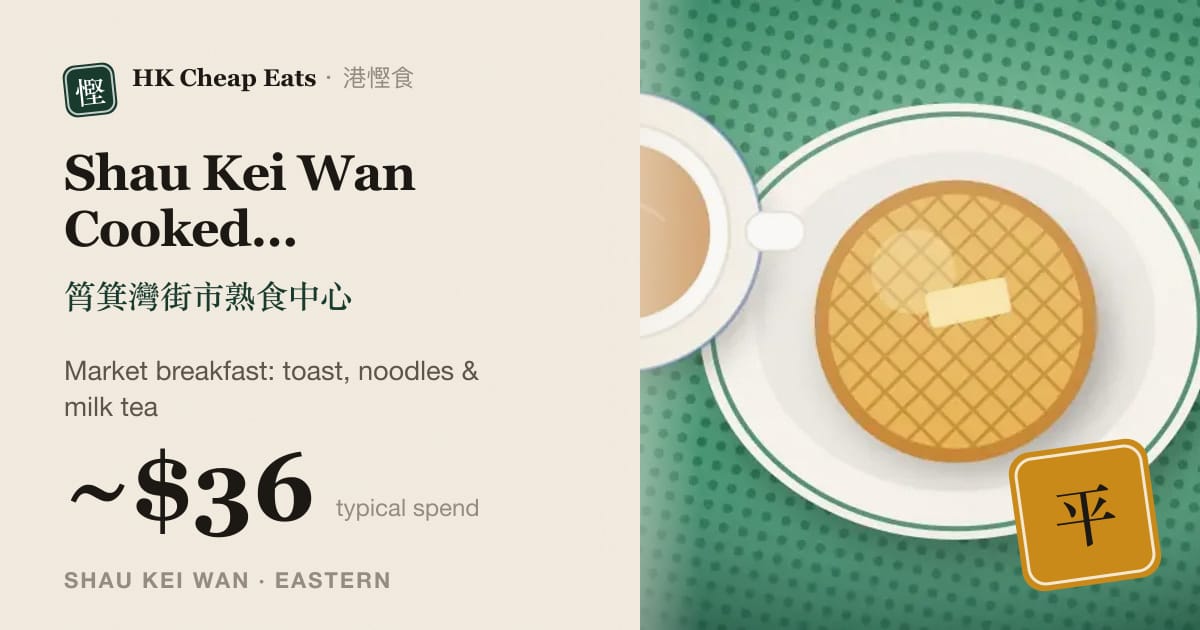 慳
HK Cheap Eats · 港慳食
Shau Kei Wan
Cooked...
筲箕灣街市熟食中心
Market breakfast: toast, noodles &
milk tea
~$36 typical spend
SHAU KEI WAN · EASTERN
平